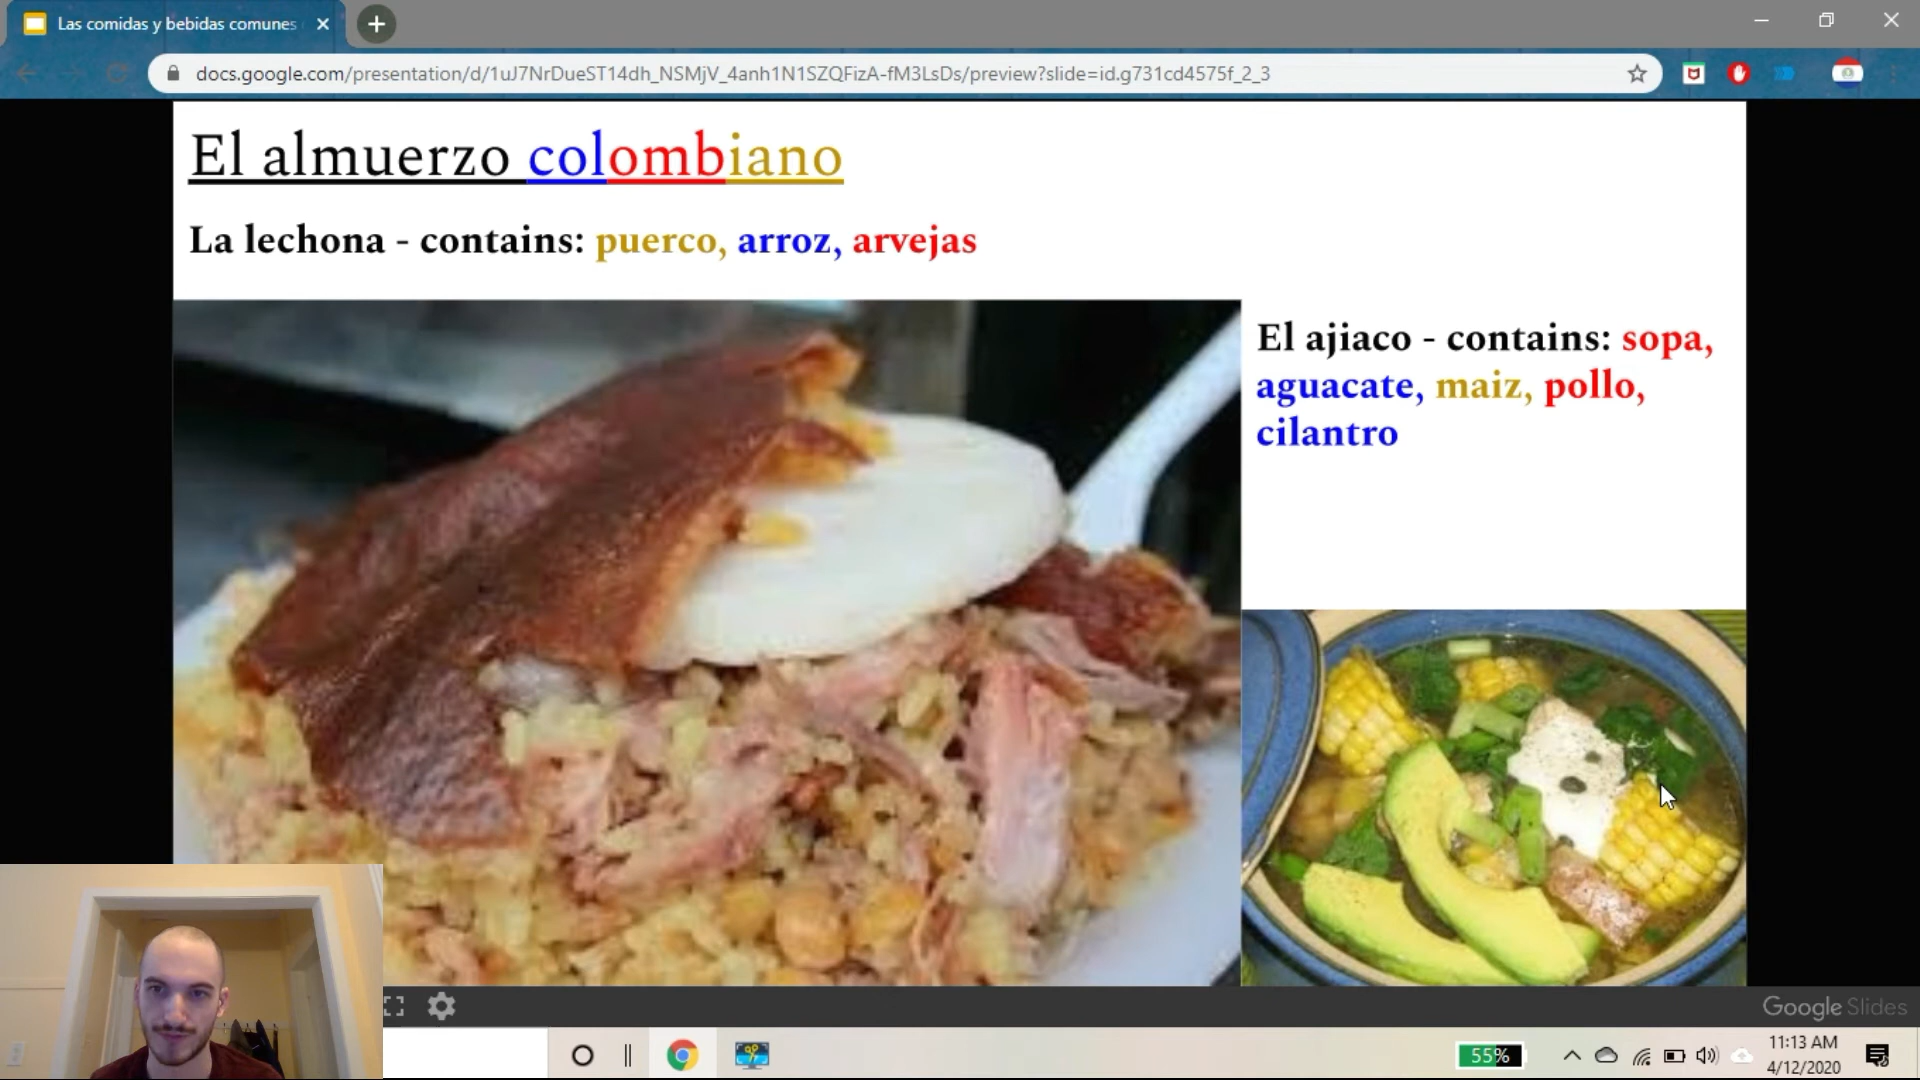 Las comidas y bebidas comunes
docs.google.com/presentation/d/1uJ7NrDueST14dh_NSMjV_4anh1N1SZQFizA-fM3LsDs/preview?slide=id.g731cd4575f_2_3
El almuerzo colombiano
La lechona - contains: puerco, arroz, arvejas
El ajiaco - contains: sopa,
aguacate, maiz, pollo,
cilantro
Google Slides
55%
11:13 AM
4/12/2020